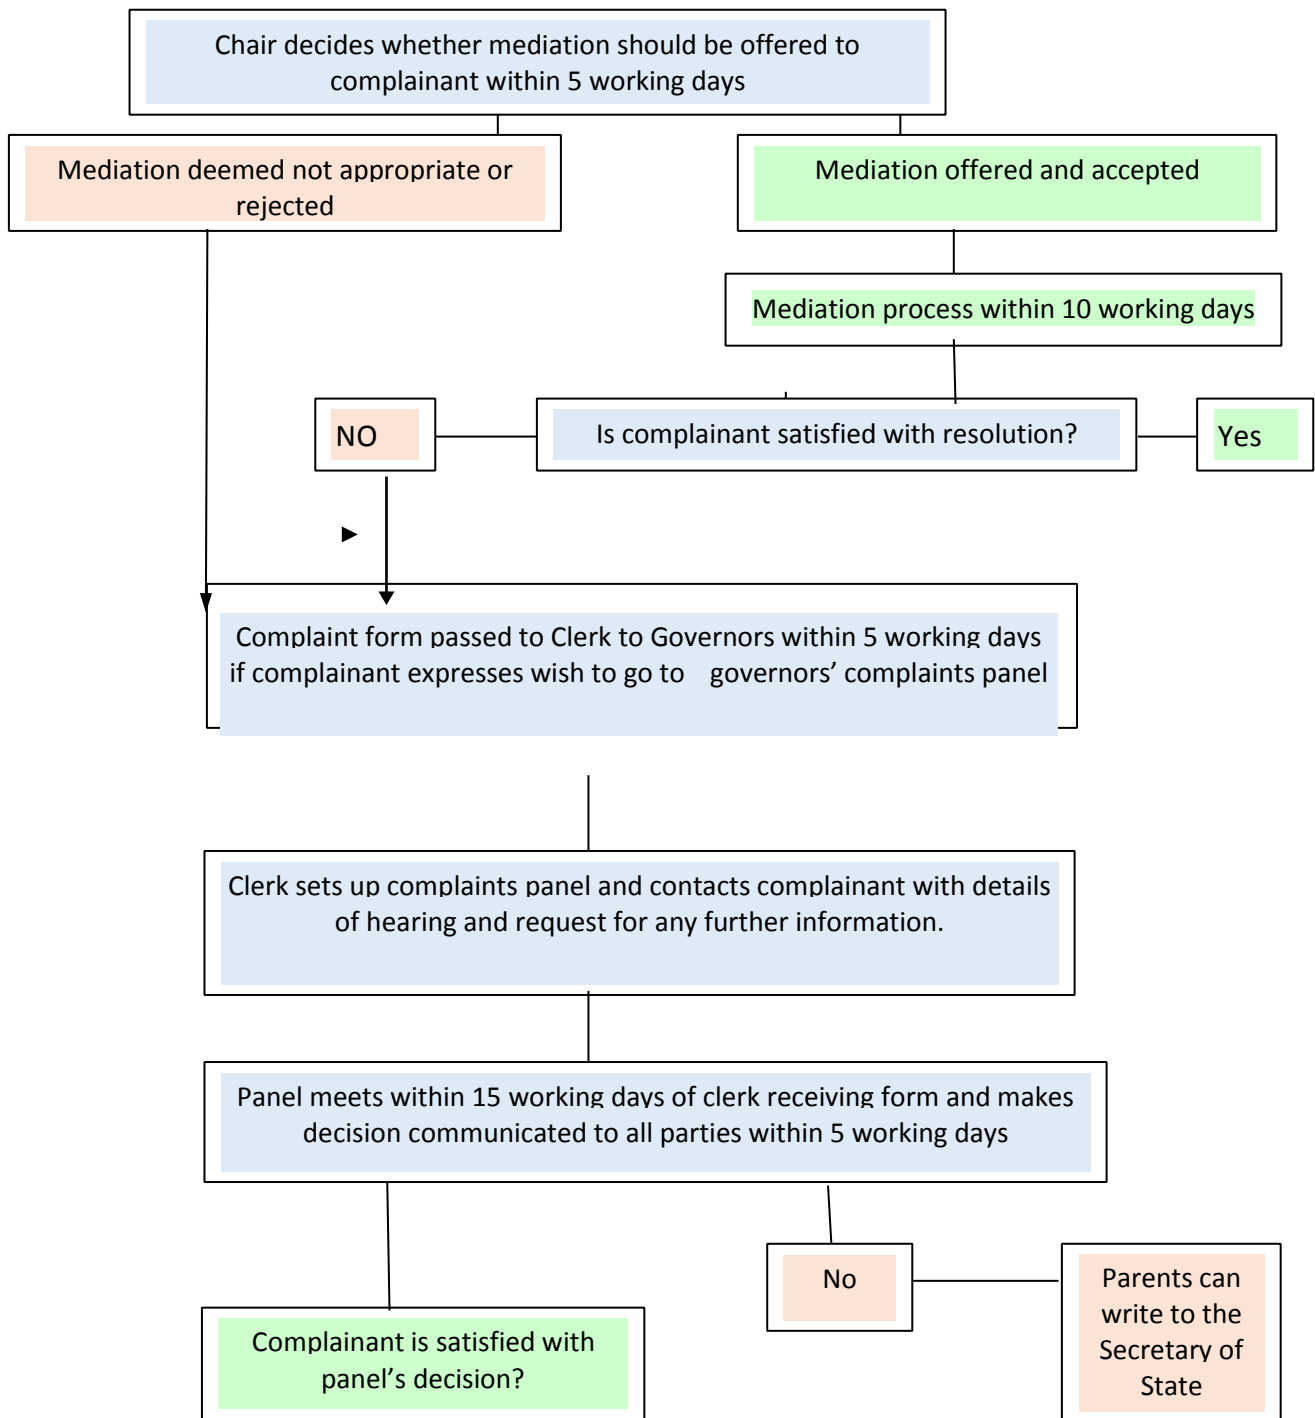 Chair decides whether mediation should be offered to
complainant within 5 working days
Mediation deemed not appropriate or
rejected
Mediation offered and accepted
Mediation process within 10 working days
NO
Is complainant satisfied with resolution?
Yes
Complaint form passed to Clerk to Governors within 5 working days
if complainant expresses wish to go to governors’ complaints panel
Clerk sets up complaints panel and contacts complainant with details
of hearing and request for any further information.
Panel meets within 15 working days of clerk receiving form and makes
decision communicated to all parties within 5 working days
No
Parents can
write to the
Secretary of
State
Complainant is satisfied with
panel’s decision?